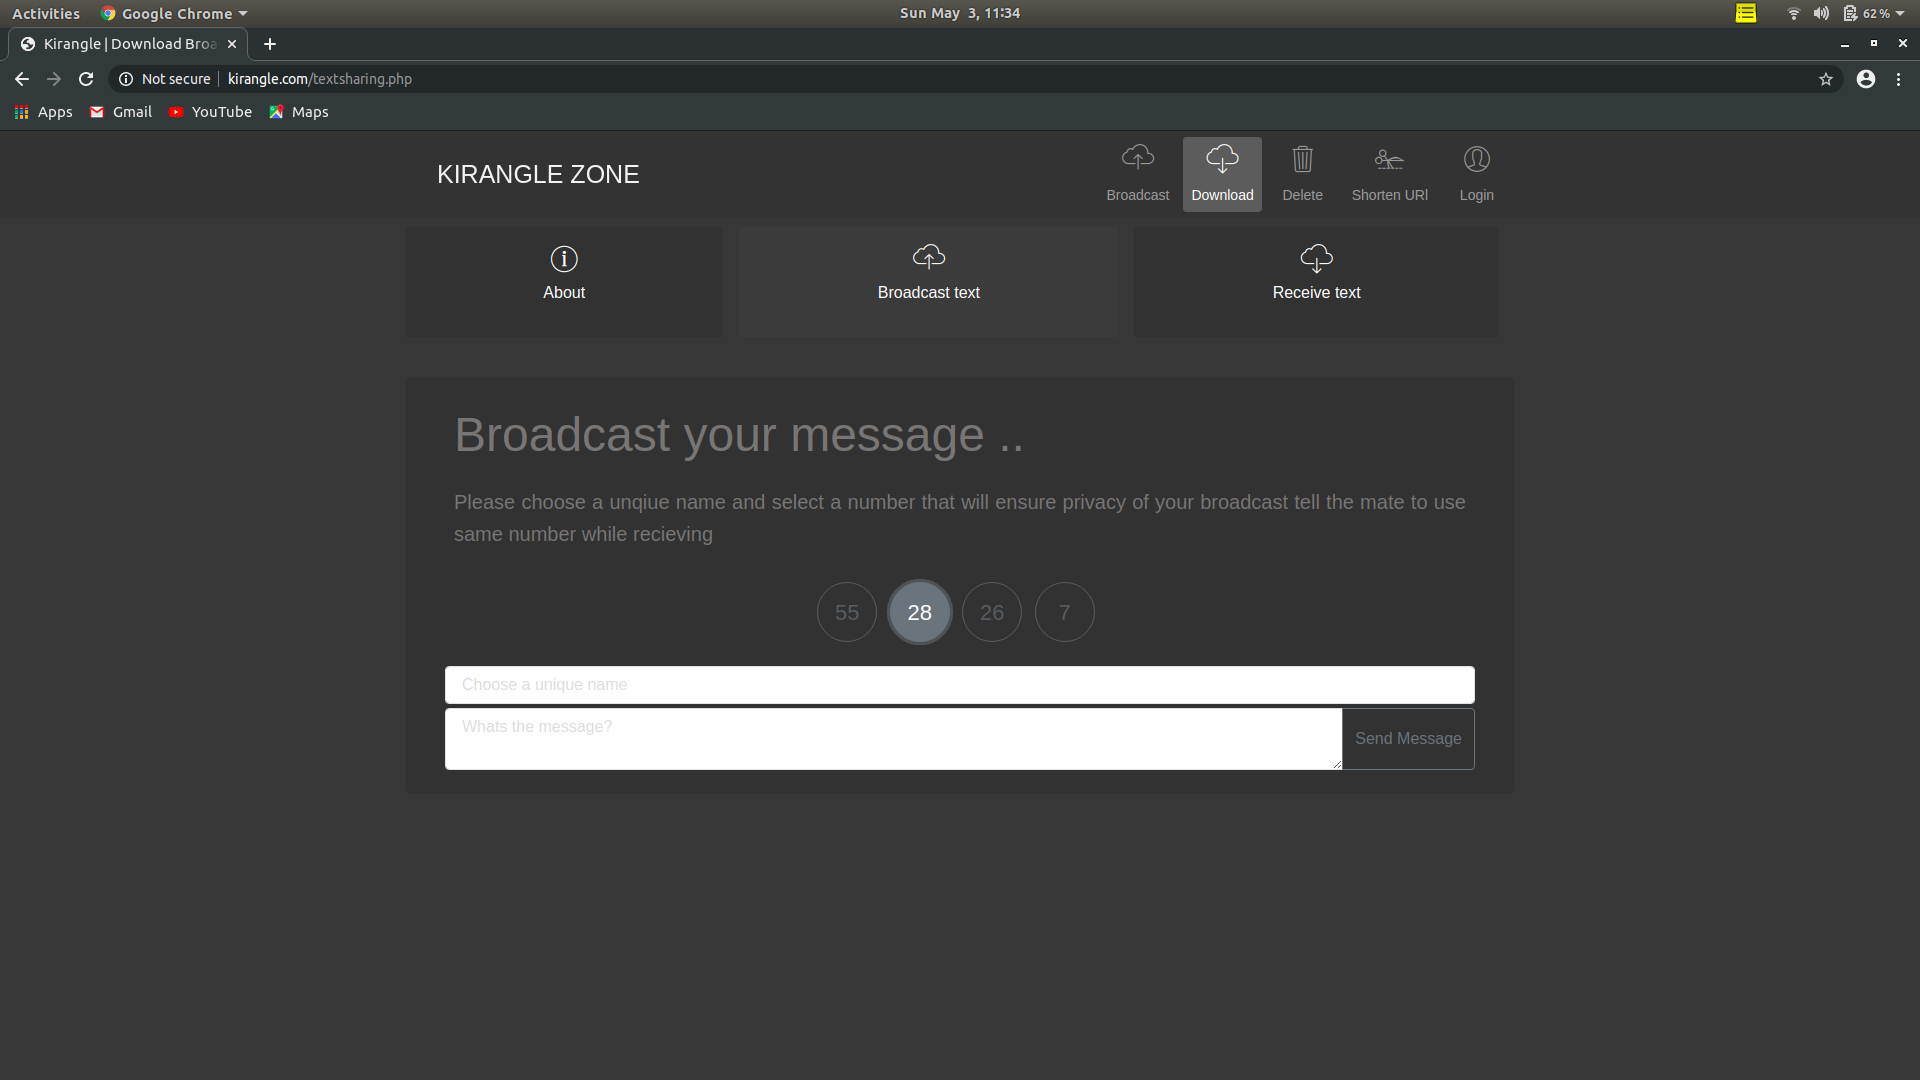 Activities Google Chrome Sun May 3, 11:34 62 %
Kirangle | Download Broa
Not secure kirangle.com/textsharing.php
Apps Gmail YouTube Maps
KIRANGLE ZONE
Broadcast Download Delete Shorten URl Login
About Broadcast text Receive text
Broadcast your message ..
Please choose a unqiue name and select a number that will ensure privacy of your broadcast tell the mate to use
same number while recieving
55 28 26 7
Choose a unique name
Whats the message?
Send Message